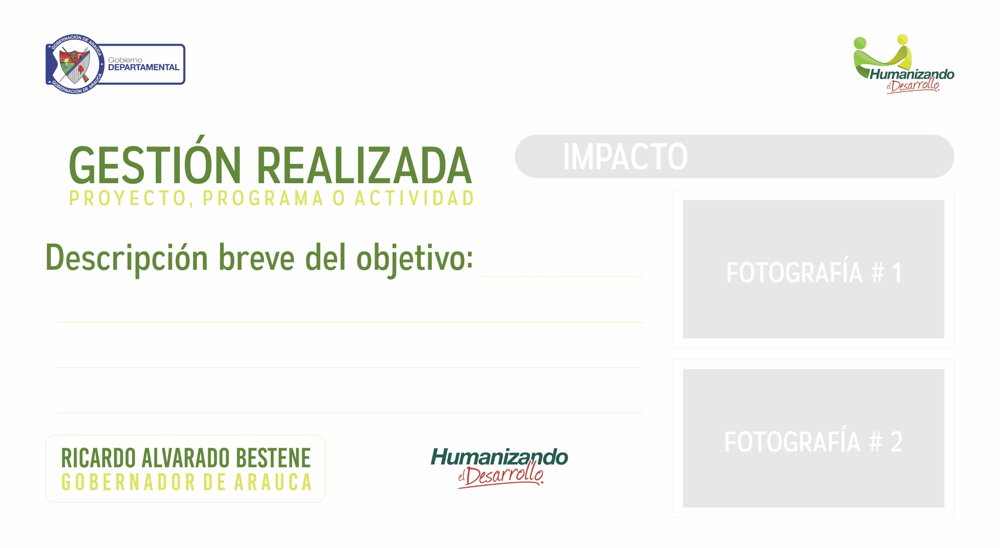 GOBERNACIÓN DE ARAUCA
Gobierno
DEPARTAMENTAL
GOBERNACIÓN DE ARAUCA
Humanizando
el Desarrollo
GESTIÓN REALIZADA
PROYECTO, PROGRAMA O ACTIVIDAD
IMPACTO
Descripción breve del objetivo:
FOTOGRAFÍA # 1
FOTOGRAFÍA # 2
RICARDO ALVARADO BESTENE
GOBERNADOR DE ARAUCA
Humanizando
el Desarrollo